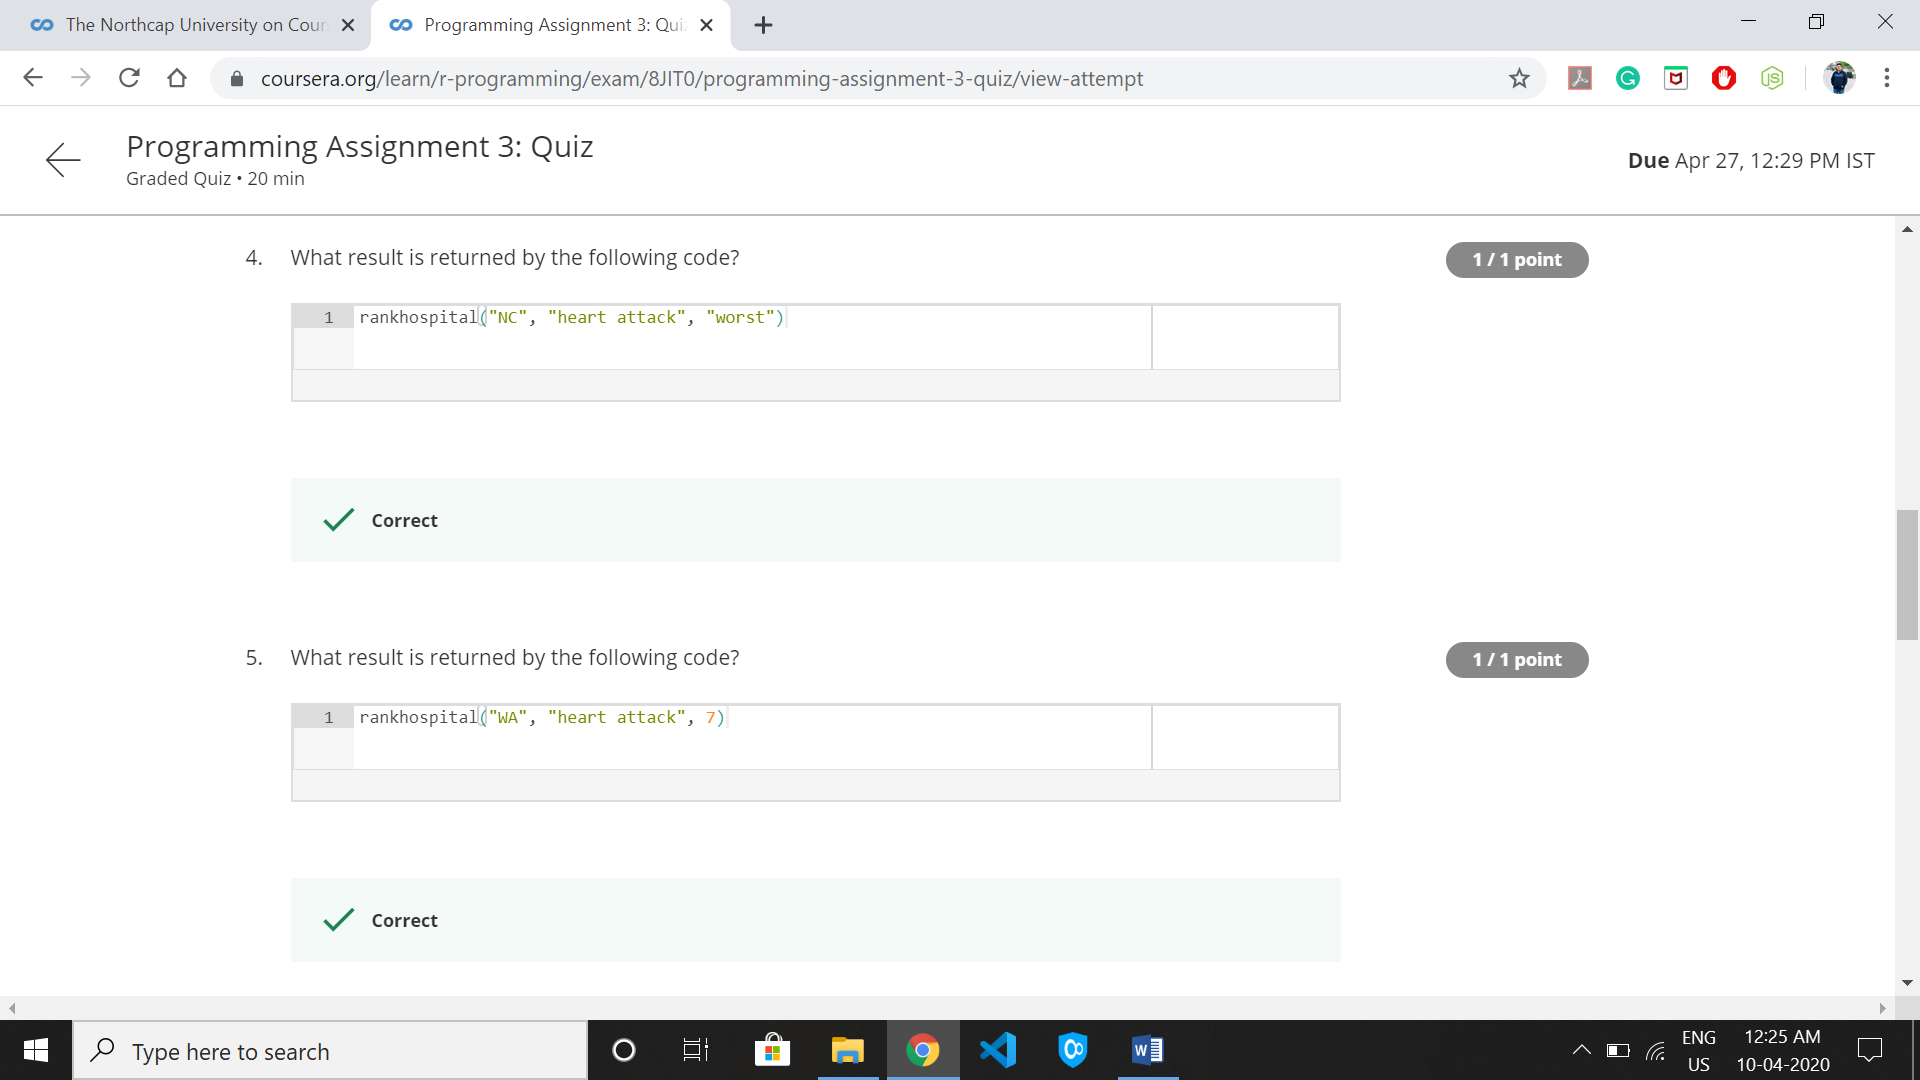 The Northcap University on Cour
Programming Assignment 3: Qui
coursera.org/learn/r-programming/exam/8JIT0/programming-assignment-3-quiz/view-attempt
Programming Assignment 3: Quiz
Graded Quiz • 20 min
Due Apr 27, 12:29 PM IST
4. What result is returned by the following code?
1 / 1 point
1 rankhospital("NC", "heart attack", "worst")
Correct
5. What result is returned by the following code?
1 / 1 point
1 rankhospital("WA", "heart attack", 7)
Correct
Type here to search
ENG
US
12:25 AM
10-04-2020